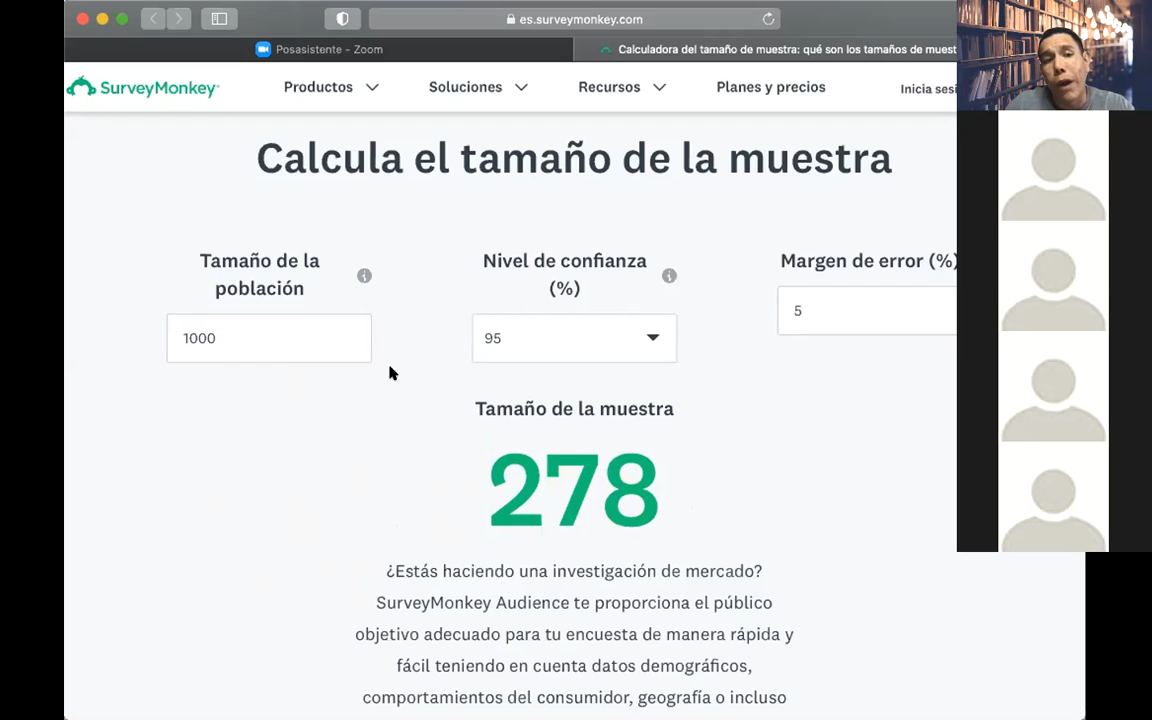 es.surveymonkey.com
Posasistente - Zoom
Calculadora del tamaño de muestra: qué son los tamaños de muest
SurveyMonkey
Productos
Soluciones
Recursos
Planes y precios
Inicia sesi
Calcula el tamaño de la muestra
Tamaño de la
población
Nivel de confianza
(%)
Margen de error (%)
1000
95
5
Tamaño de la muestra
278
¿Estás haciendo una investigación de mercado?
SurveyMonkey Audience te proporciona el público
objetivo adecuado para tu encuesta de manera rápida y
fácil teniendo en cuenta datos demográficos,
comportamientos del consumidor, geografía o incluso